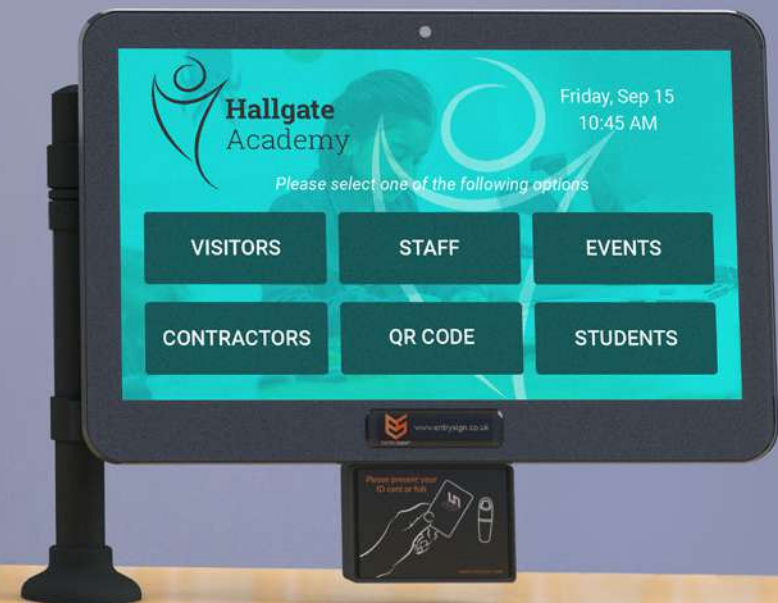 Hallgate
Academy
Friday, Sep 15
10:45 AM
Please select one of the following options
VISITORS
STAFF
EVENTS
CONTRACTORS
QR CODE
STUDENTS
www.entrysign.co.uk
Please present your
ID card or fob